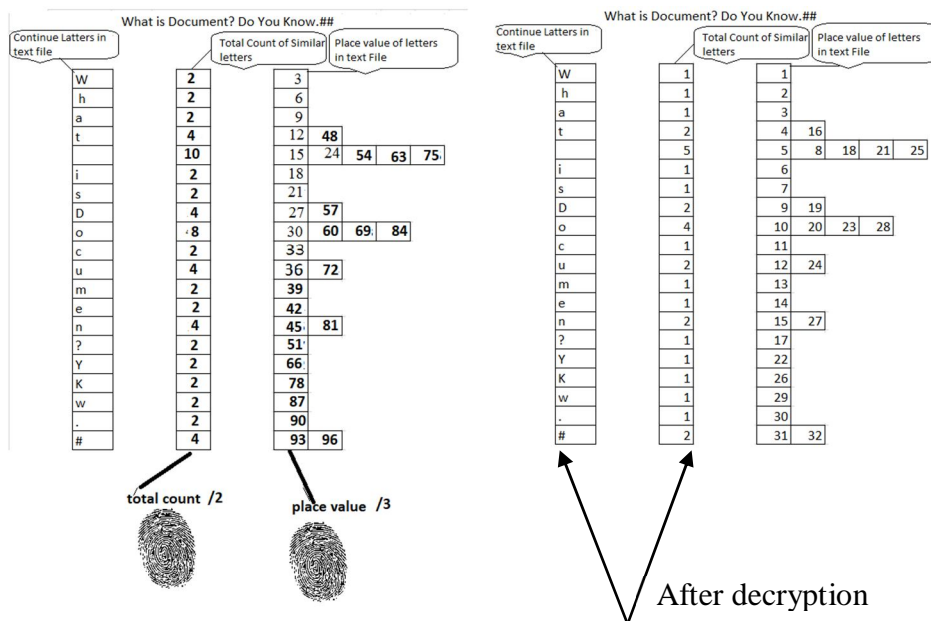 What is Document? Do You Know.##
Continue Latters in
text file
Total Count of Similar
letters
Place value of letters
in text File
W 2 3
h 2 6
a 2 9
t 4 12 48
10 15 24 54 63 75
i 2 18
s 2 21
D 4 27 57
o 8 30 60 69 84
c 2 33
u 4 36 72
m 2 39
e 2 42
n 4 45 81
? 2 51
Y 2 66
K 2 78
w 2 87
. 2 90
# 4 93 96
total count /2
place value /3
What is Document? Do You Know.##
Continue Latters in
text file
Total Count of Similar
letters
Place value of letters
in text File
W 1 1
h 1 2
a 1 3
t 2 4 16
5 5 8 18 21 25
i 1 6
s 1 7
D 2 9 19
o 4 10 20 23 28
c 1 11
u 2 12 24
m 1 13
e 1 14
n 2 15 27
? 1 17
Y 1 22
K 1 26
w 1 29
. 1 30
# 2 31 32
After decryption